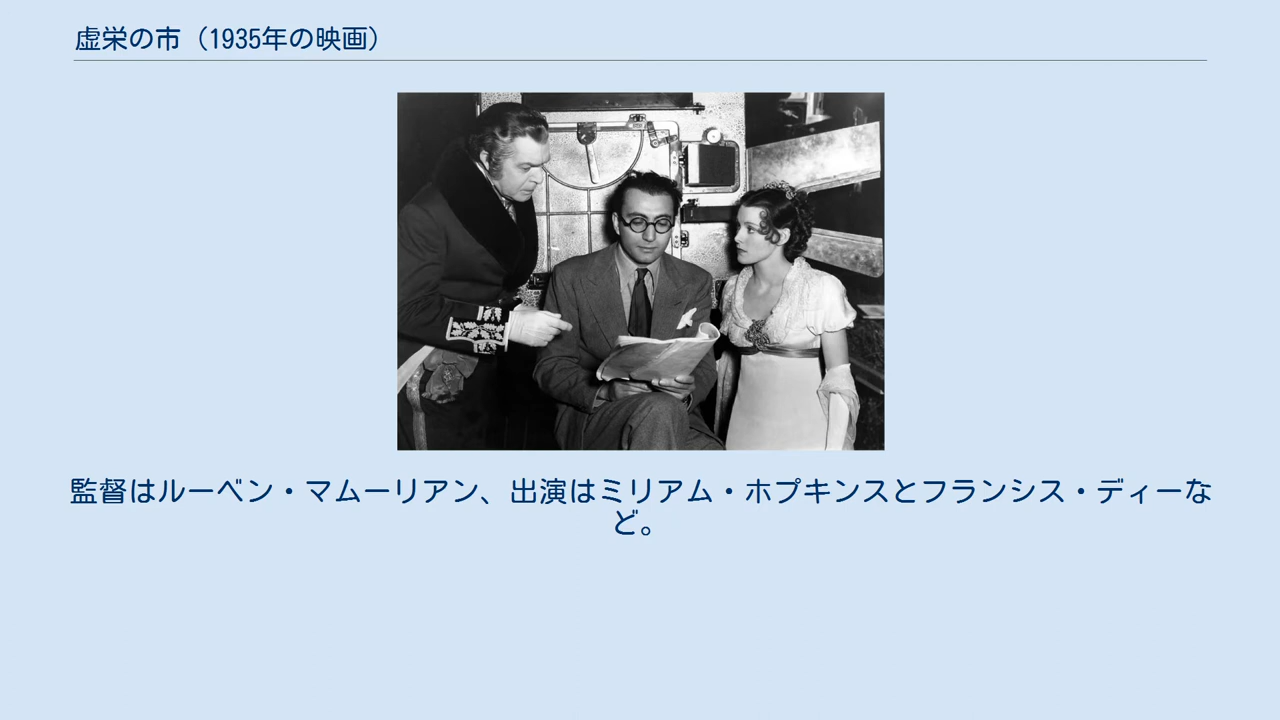 虚栄の市（1935年の映画）
監督はルーベン・マムーリアン、出演はミリアム・ホプキンスとフランシス・ディーな
ど。